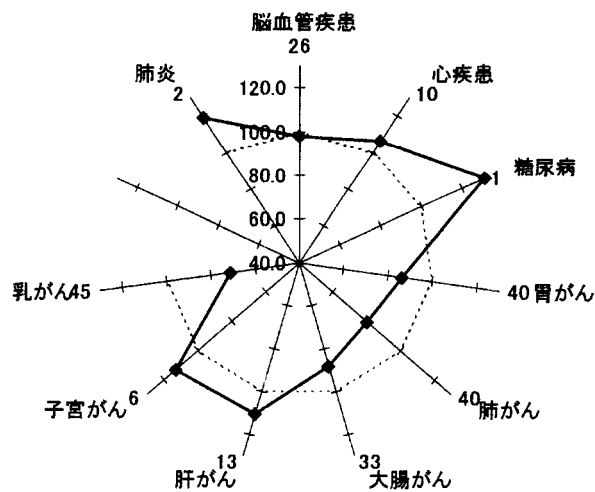 脳血管疾患
26
肺炎
2
心疾患
10
120.0
100.0
糖尿病
1
80.0
60.0
40.0
乳がん45
40胃がん
子宮がん6
40肺がん
13
肝がん
33
大腸がん